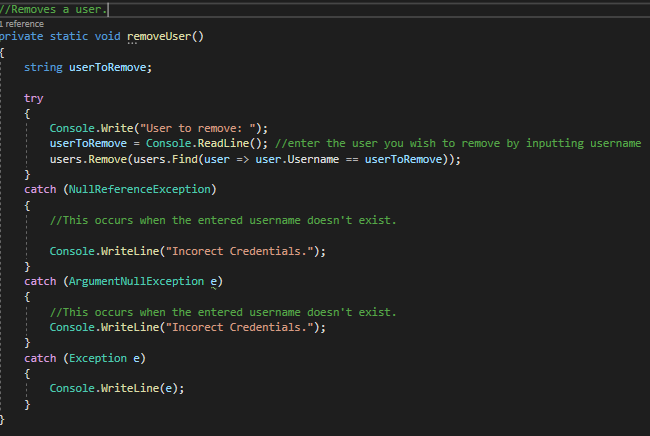 //Removes a user.
1 reference
private static void removeUser()
{
string userToRemove;
try
{
Console.Write("User to remove: ");
userToRemove = Console.ReadLine(); //enter the user you wish to remove by inputting username
users.Remove(users.Find(user => user.Username == userToRemove));
}
catch (NullReferenceException)
{
//This occurs when the entered username doesn't exist.
Console.WriteLine("Incorect Credentials.");
}
catch (ArgumentNullException e)
{
//This occurs when the entered username doesn't exist.
Console.WriteLine("Incorect Credentials.");
}
catch (Exception e)
{
Console.WriteLine(e);
}
}